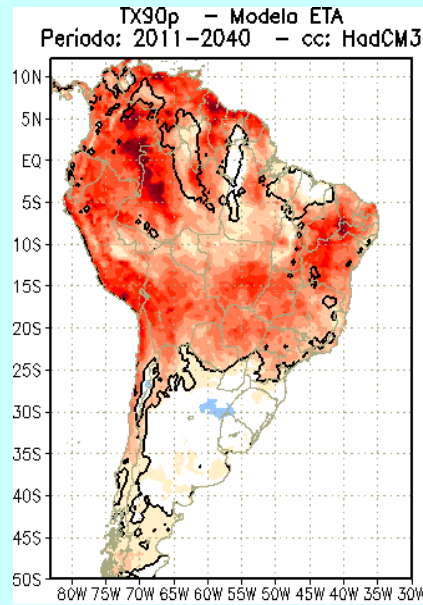 TX90p – Modelo ETA
Periodo: 2011–2040 – cc: HadCM3
10N
5N
EQ
5S
10S
15S
20S
25S
30S
35S
40S
45S
50S
80W 75W 70W 65W 60W 55W 50W 45W 40W 35W 30W